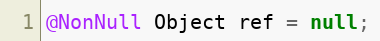 1 @NonNull Object ref = null;